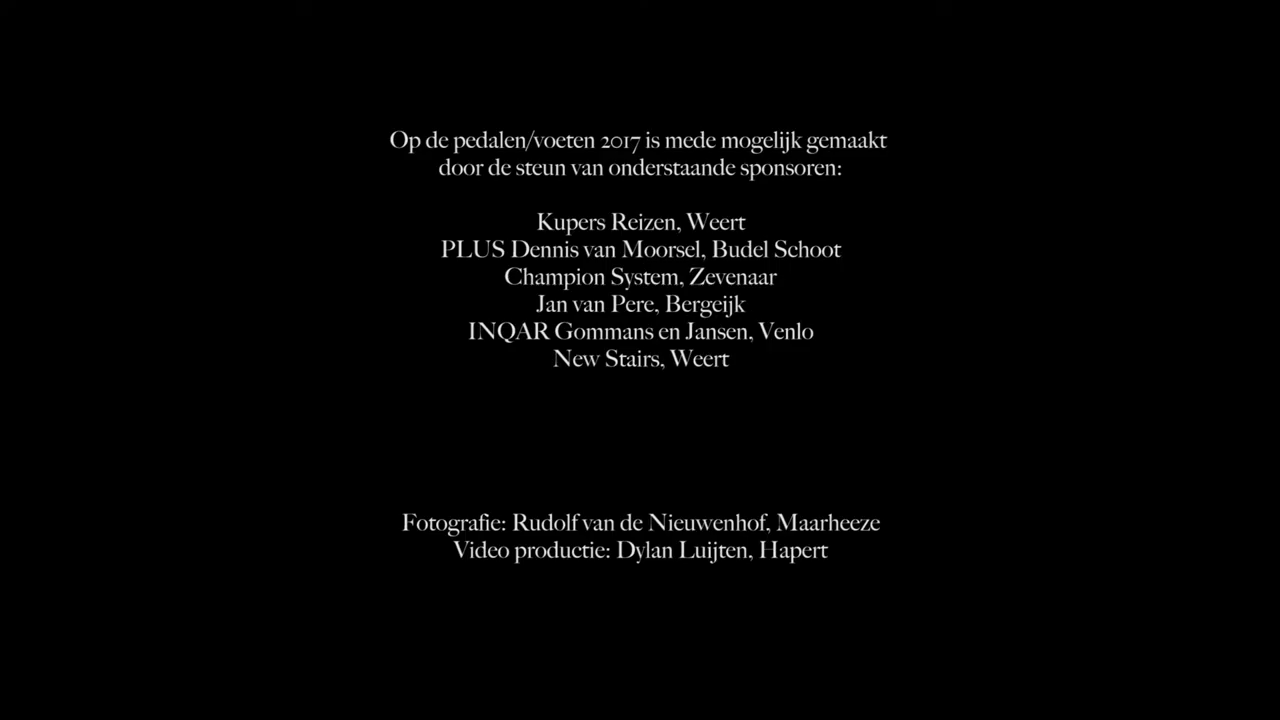 Op de pedalen/voeten 2017 is mede mogelijk gemaakt
door de steun van onderstaande sponsoren:
Kupers Reizen, Weert
PLUS Dennis van Moorsel, Budel Schoot
Champion System, Zevenaar
Jan van Pere, Bergeijk
INQAR Gommans en Jansen, Venlo
New Stairs, Weert
Fotografie: Rudolf van de Nieuwenhof, Maarheeze
Video productie: Dylan Luijten, Hapert